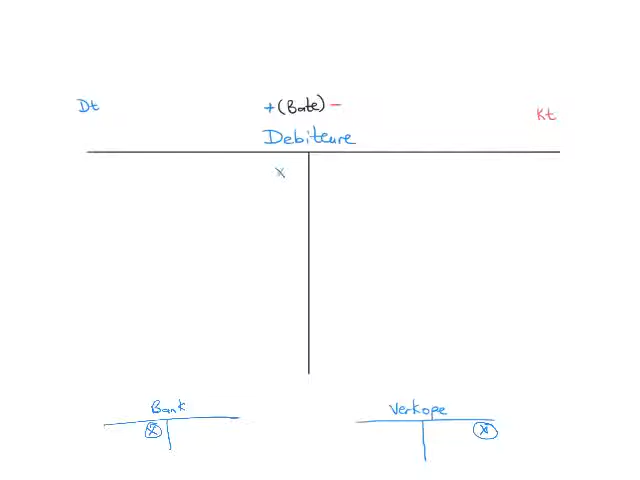 Dt +(Bate) - Kt
Debiteure
x
Bank Verkope
x x